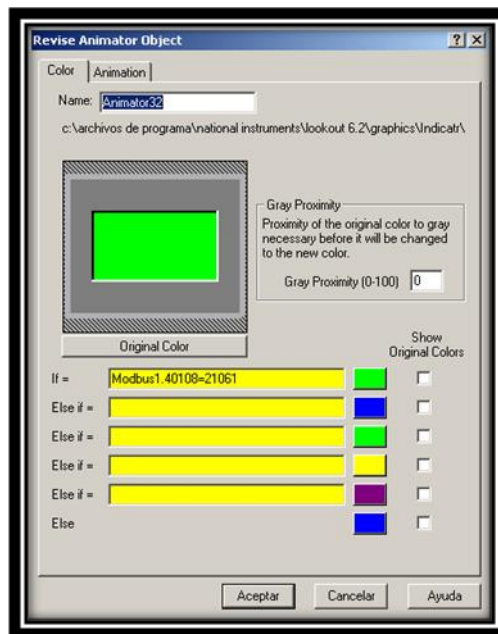 Revise Animator Object
Color
Animation
Name: Animator32
c:\archivos de programa\national instruments\lookout 6.2\graphics\Indicatr\
Gray Proximity
Proximity of the original color to gray
necessary before it will be changed
to the new color.
Gray Proximity (0-100) 0
Original Color
Show
Original Colors
If = Modbus1.40108=21061
Else if =
Else if =
Else if =
Else if =
Else
Aceptar
Cancelar
Ayuda